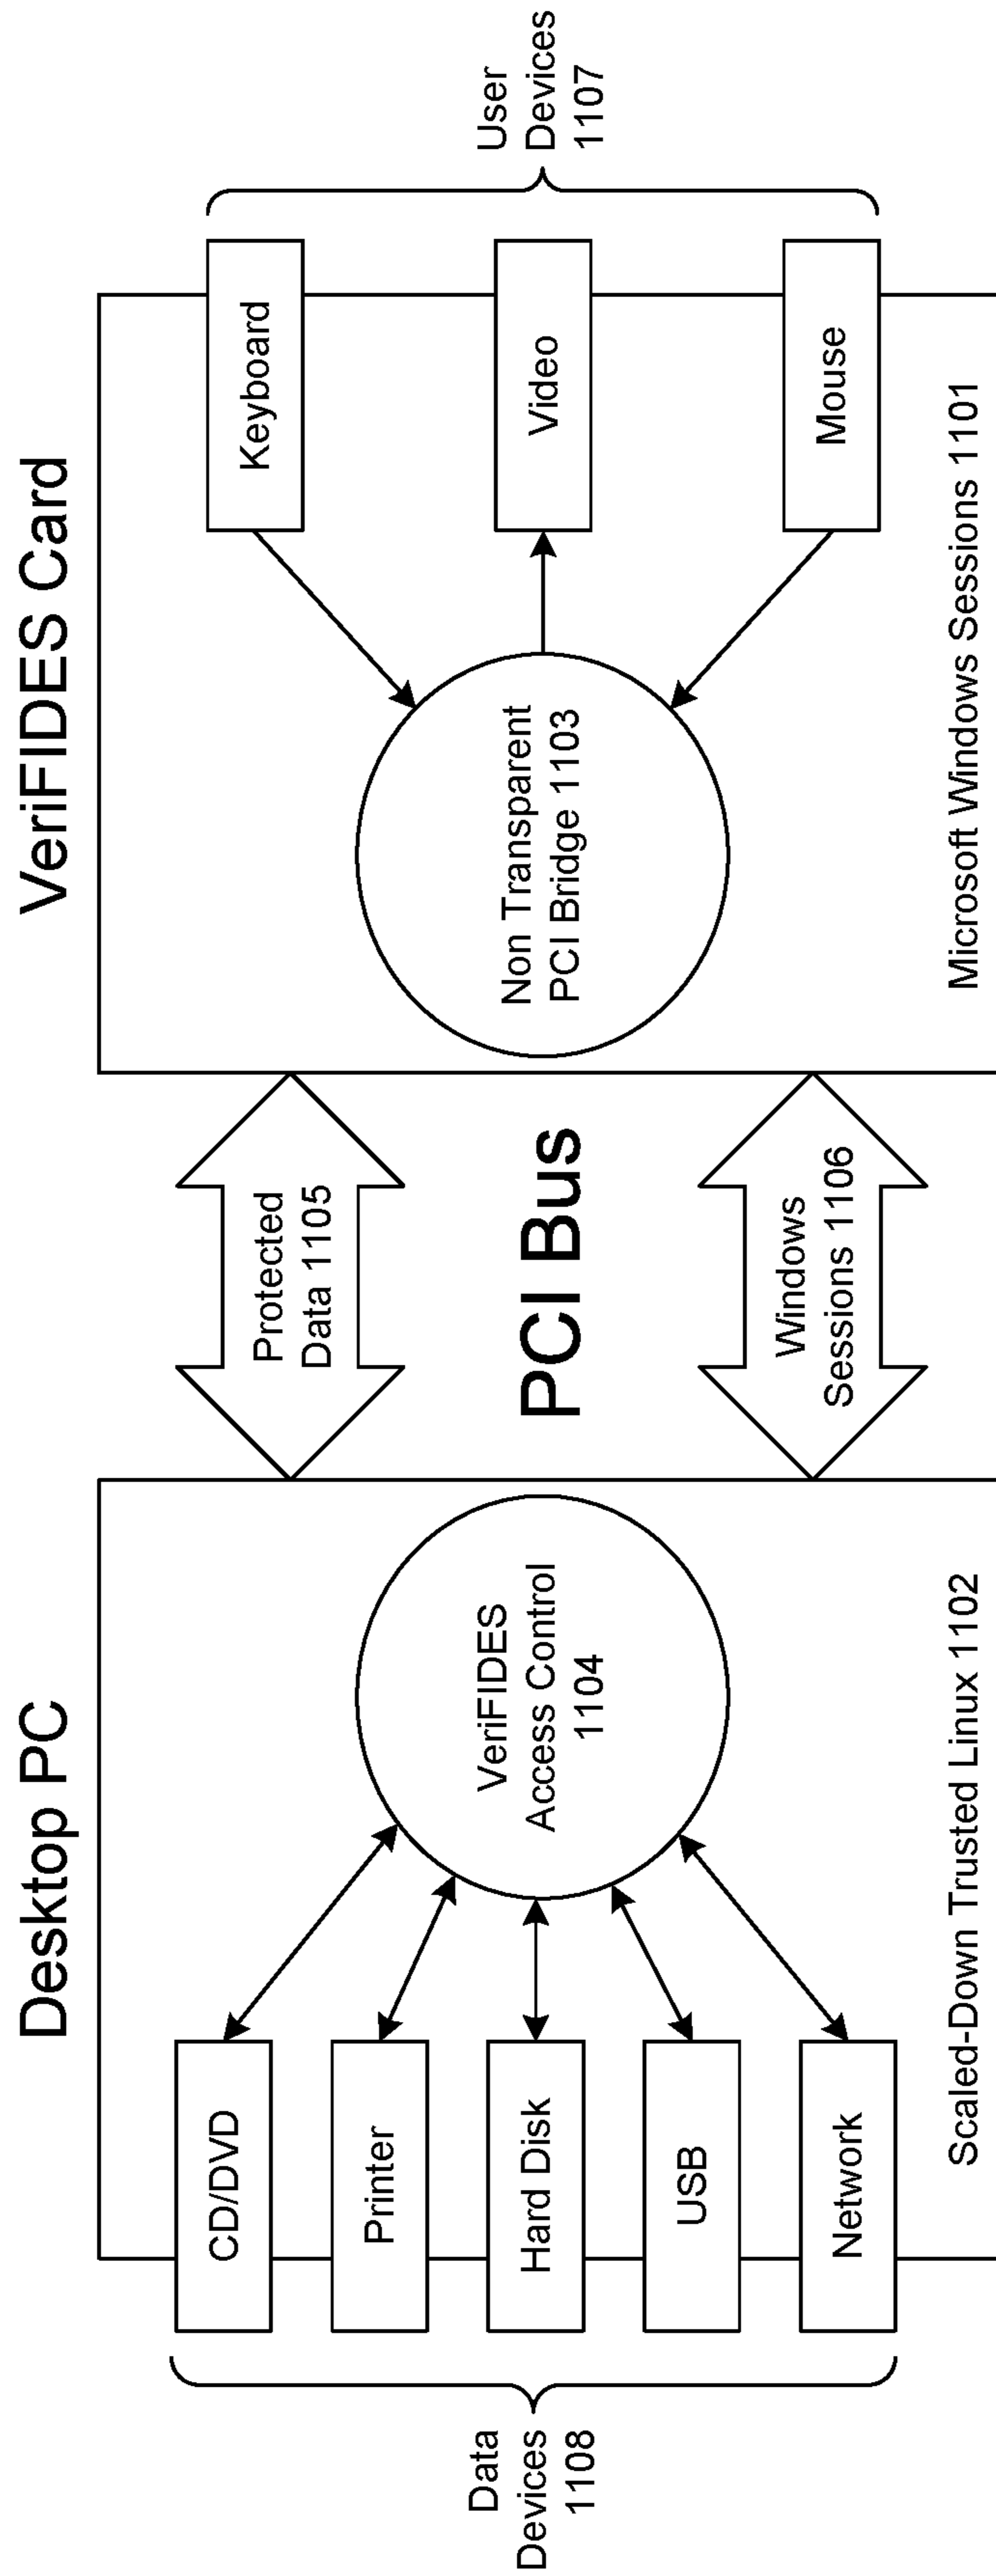 Desktop PC
VeriFIDES Card
Data
Devices
1108
CD/DVD
Printer
Hard Disk
USB
Network
VeriFIDES
Access Control
1104
Scaled-Down Trusted Linux 1102
Protected
Data 1105
PCI Bus
Windows
Sessions 1106
Non Transparent
PCI Bridge 1103
Keyboard
Video
Mouse
Microsoft Windows Sessions 1101
User
Devices
1107